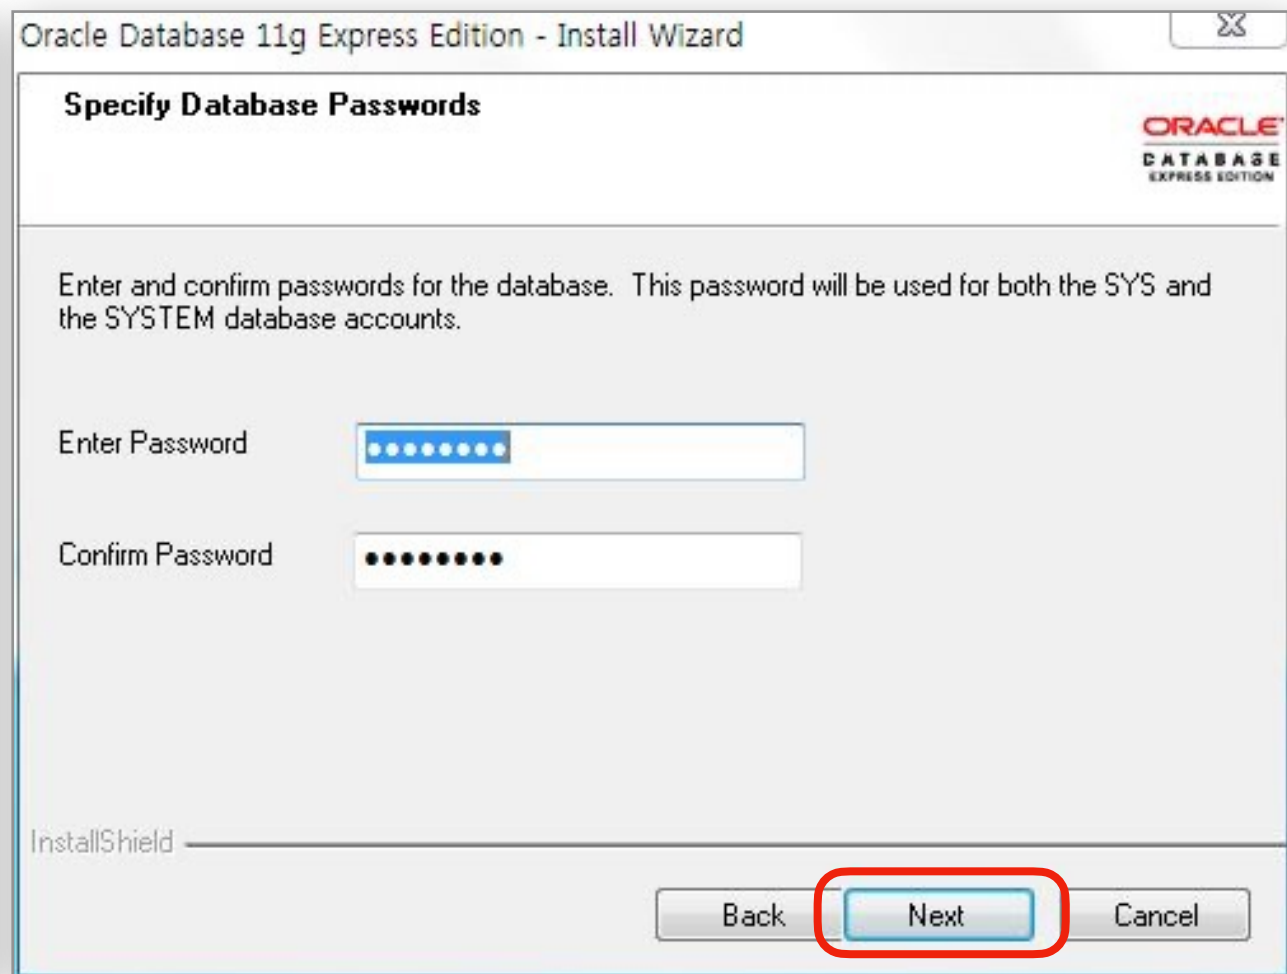 Oracle Database 11g Express Edition - Install Wizard
Specify Database Passwords
ORACLE
DATABASE
EXPRESS EDITION
Enter and confirm passwords for the database. This password will be used for both the SYS and
the SYSTEM database accounts.
Enter Password ●●●●●●●●
Confirm Password ●●●●●●●●
InstallShield
Back Next Cancel